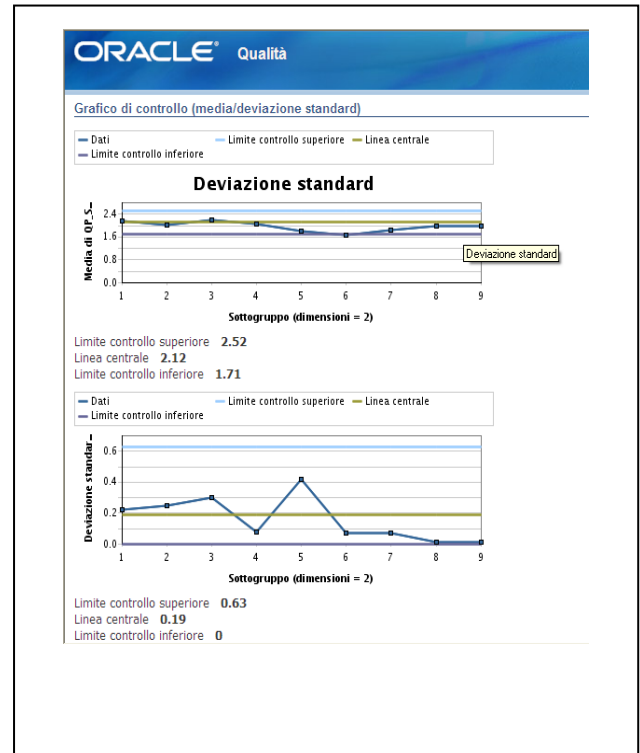 ORACLE® Qualità
Grafico di controllo (media/deviazione standard)
Dati Limite controllo superiore Linea centrale
Limite controllo inferiore
Deviazione standard
Media di QP_S...
2.4
1.6
0.8
0.0
1 2 3 4 5 6 7 8 9
Deviazione standard
Sottogruppo (dimensioni = 2)
Limite controllo superiore 2.52
Linea centrale 2.12
Limite controllo inferiore 1.71
Dati Limite controllo superiore Linea centrale
Limite controllo inferiore
Deviazione standar...
0.6
0.4
0.2
0.0
1 2 3 4 5 6 7 8 9
Sottogruppo (dimensioni = 2)
Limite controllo superiore 0.63
Linea centrale 0.19
Limite controllo inferiore 0